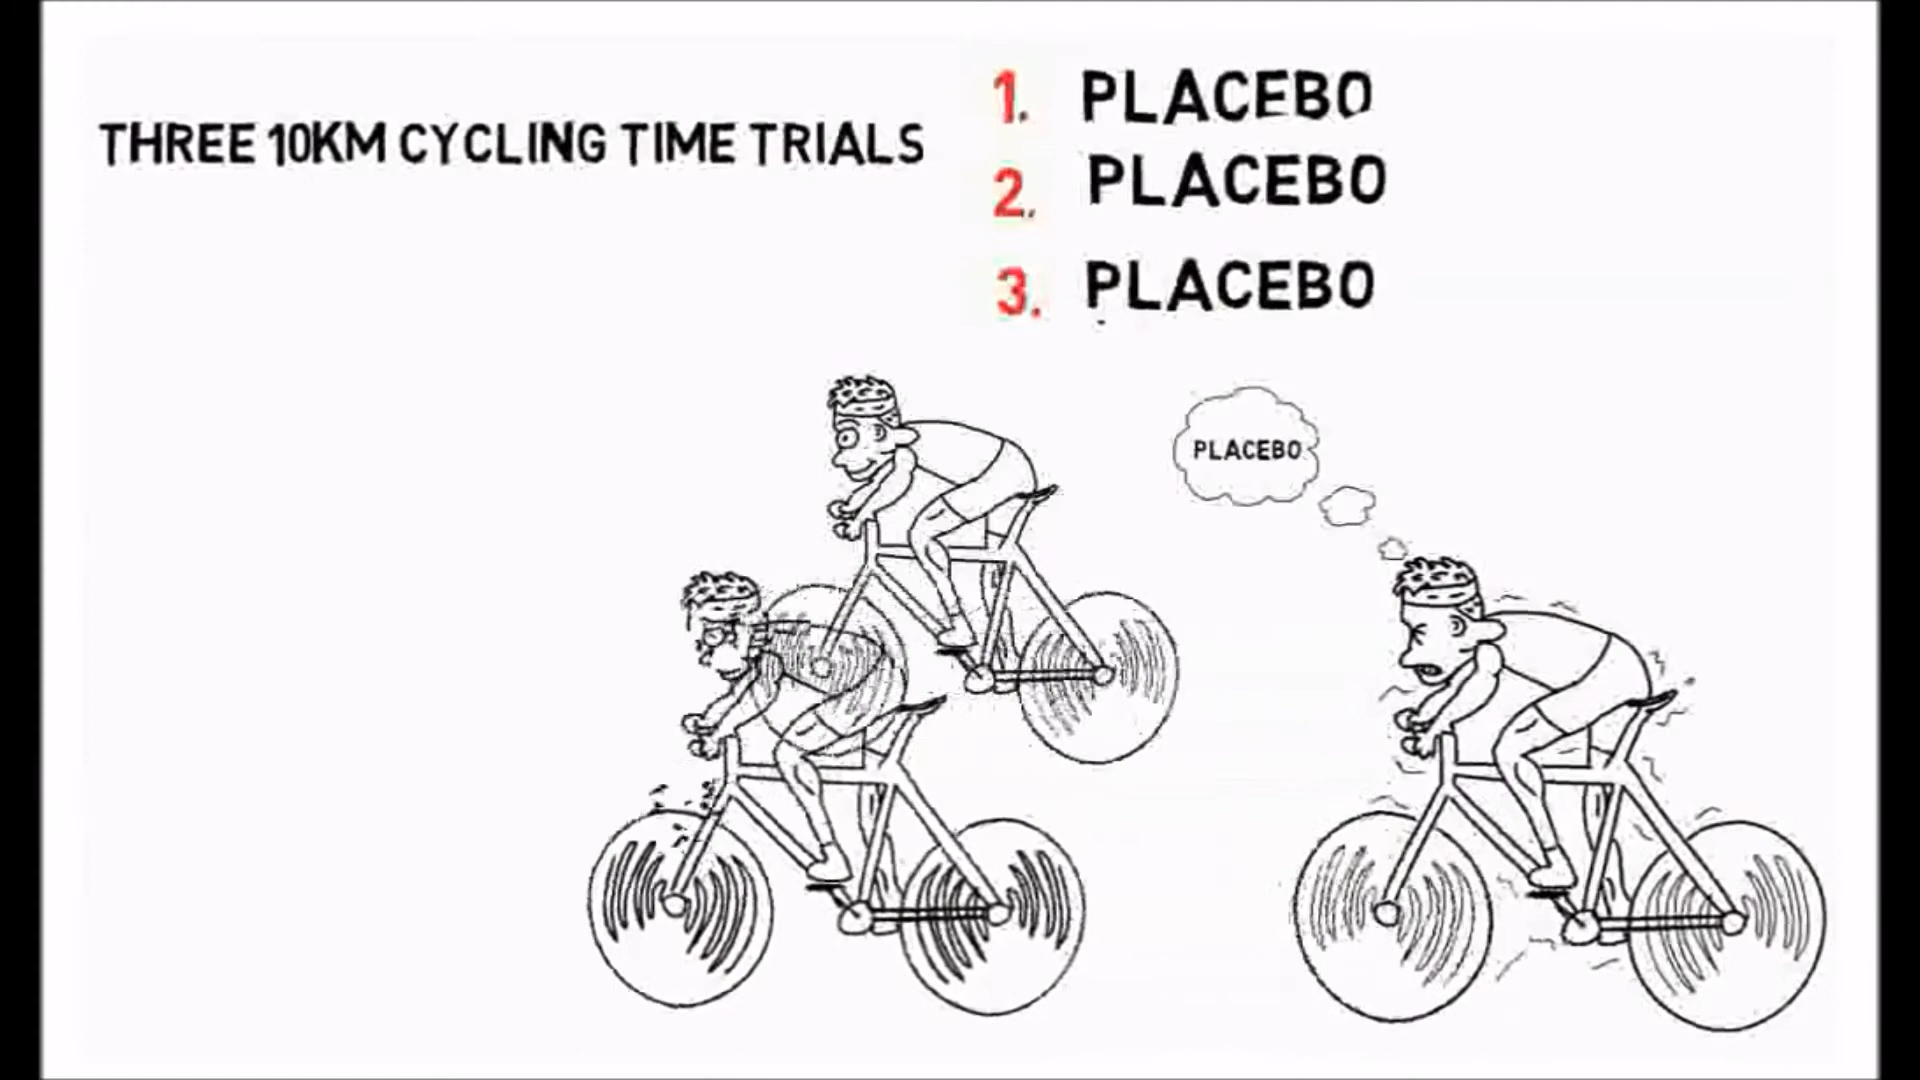 THREE 10KM CYCLING TIME TRIALS
1. PLACEBO
2. PLACEBO
3. PLACEBO
PLACEBO